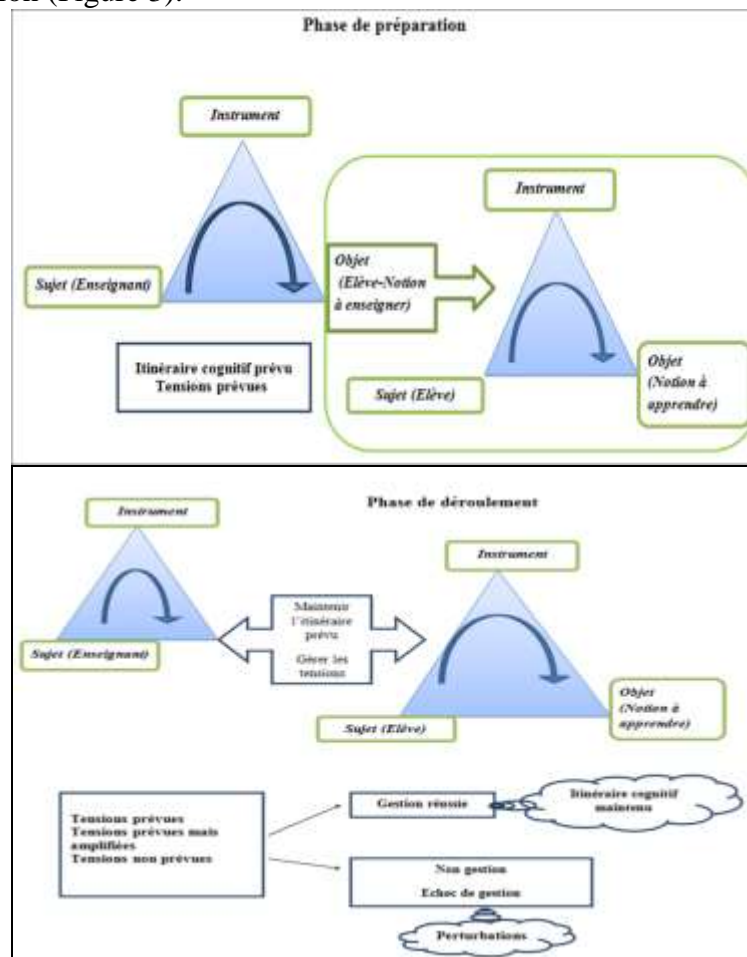 ion (Figure 3).
Phase de préparation
Instrument
Instrument
Sujet (Enseignant)
Objet
(Elève-Notion
à enseigner)
Itinéraire cognitif prévu
Tensions prévues
Sujet (Elève)
Objet
(Notion à
apprendre)
Phase de déroulement
Instrument
Instrument
Maintenir
l'itinéraire
prévu
Gérer les
tensions
Sujet (Enseignant)
Sujet (Elève)
Objet
(Notion à
apprendre)
Tensions prévues
Tensions prévues mais
amplifiées
Tensions non prévues
Gestion réussie
Itinéraire cognitif
maintenu
Non gestion
Echec de gestion
Perturbations